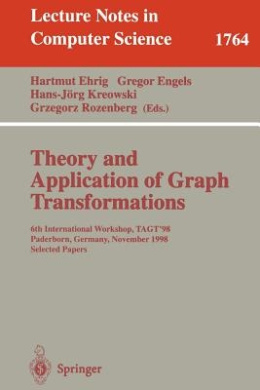 Lecture Notes in
Computer Science 1764
Hartmut Ehrig Gregor Engels
Hans-Jörg Kreowski
Grzegorz Rozenberg (Eds.)
Theory and
Application of Graph
Transformations
6th International Workshop, TAGT'98
Paderborn, Germany, November 1998
Selected Papers
Springer